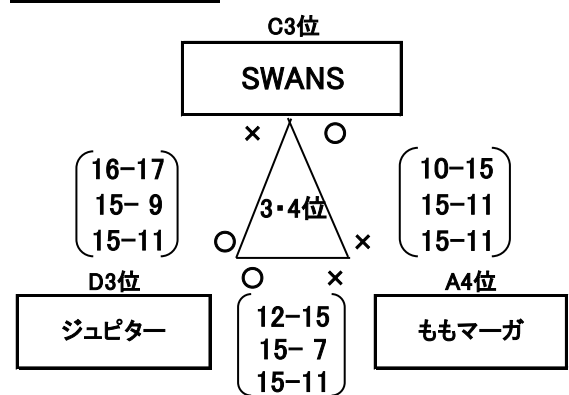 C3位
SWANS
× ○
16-17
15- 9
15-11
10-15
15-11
15-11
3・4位
○ ×
D3位
○ ×
A4位
ジュピター
12-15
15- 7
15-11
ももマーガ